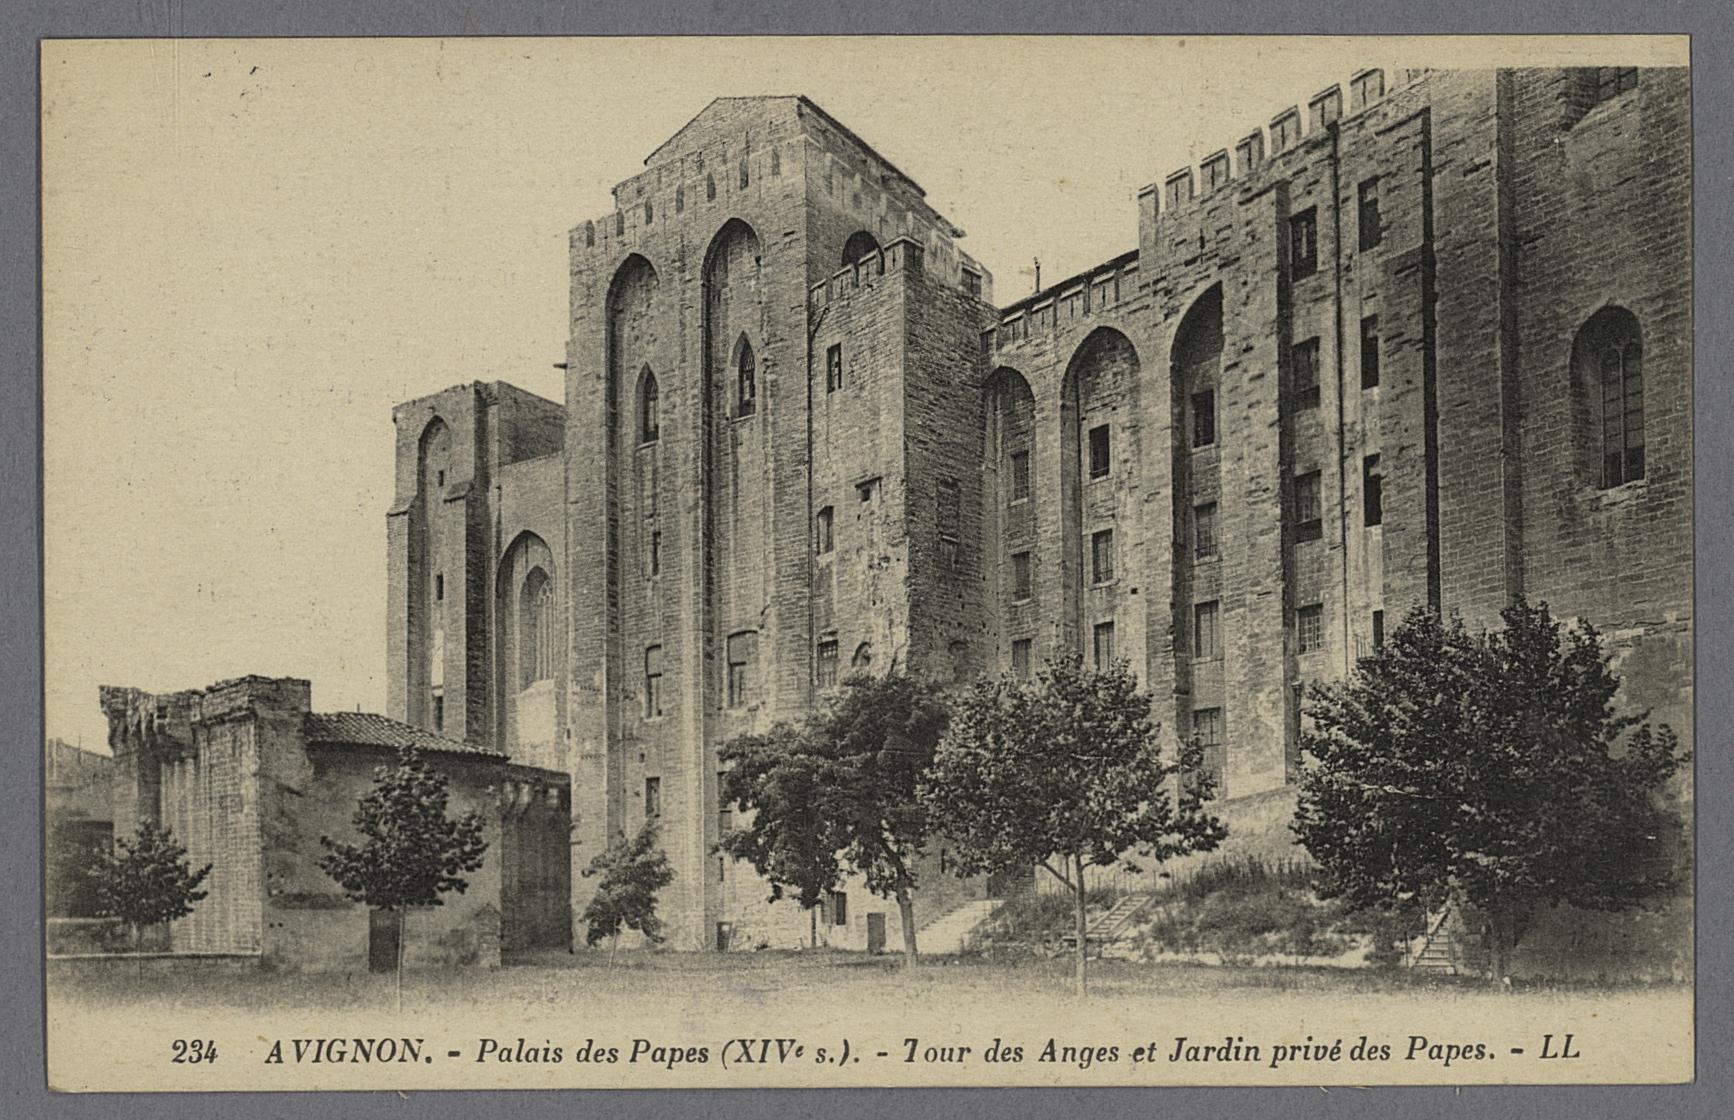 234 AVIGNON. - Palais des Papes (XIVe s.). - Tour des Anges et Jardin privé des Papes. - LL